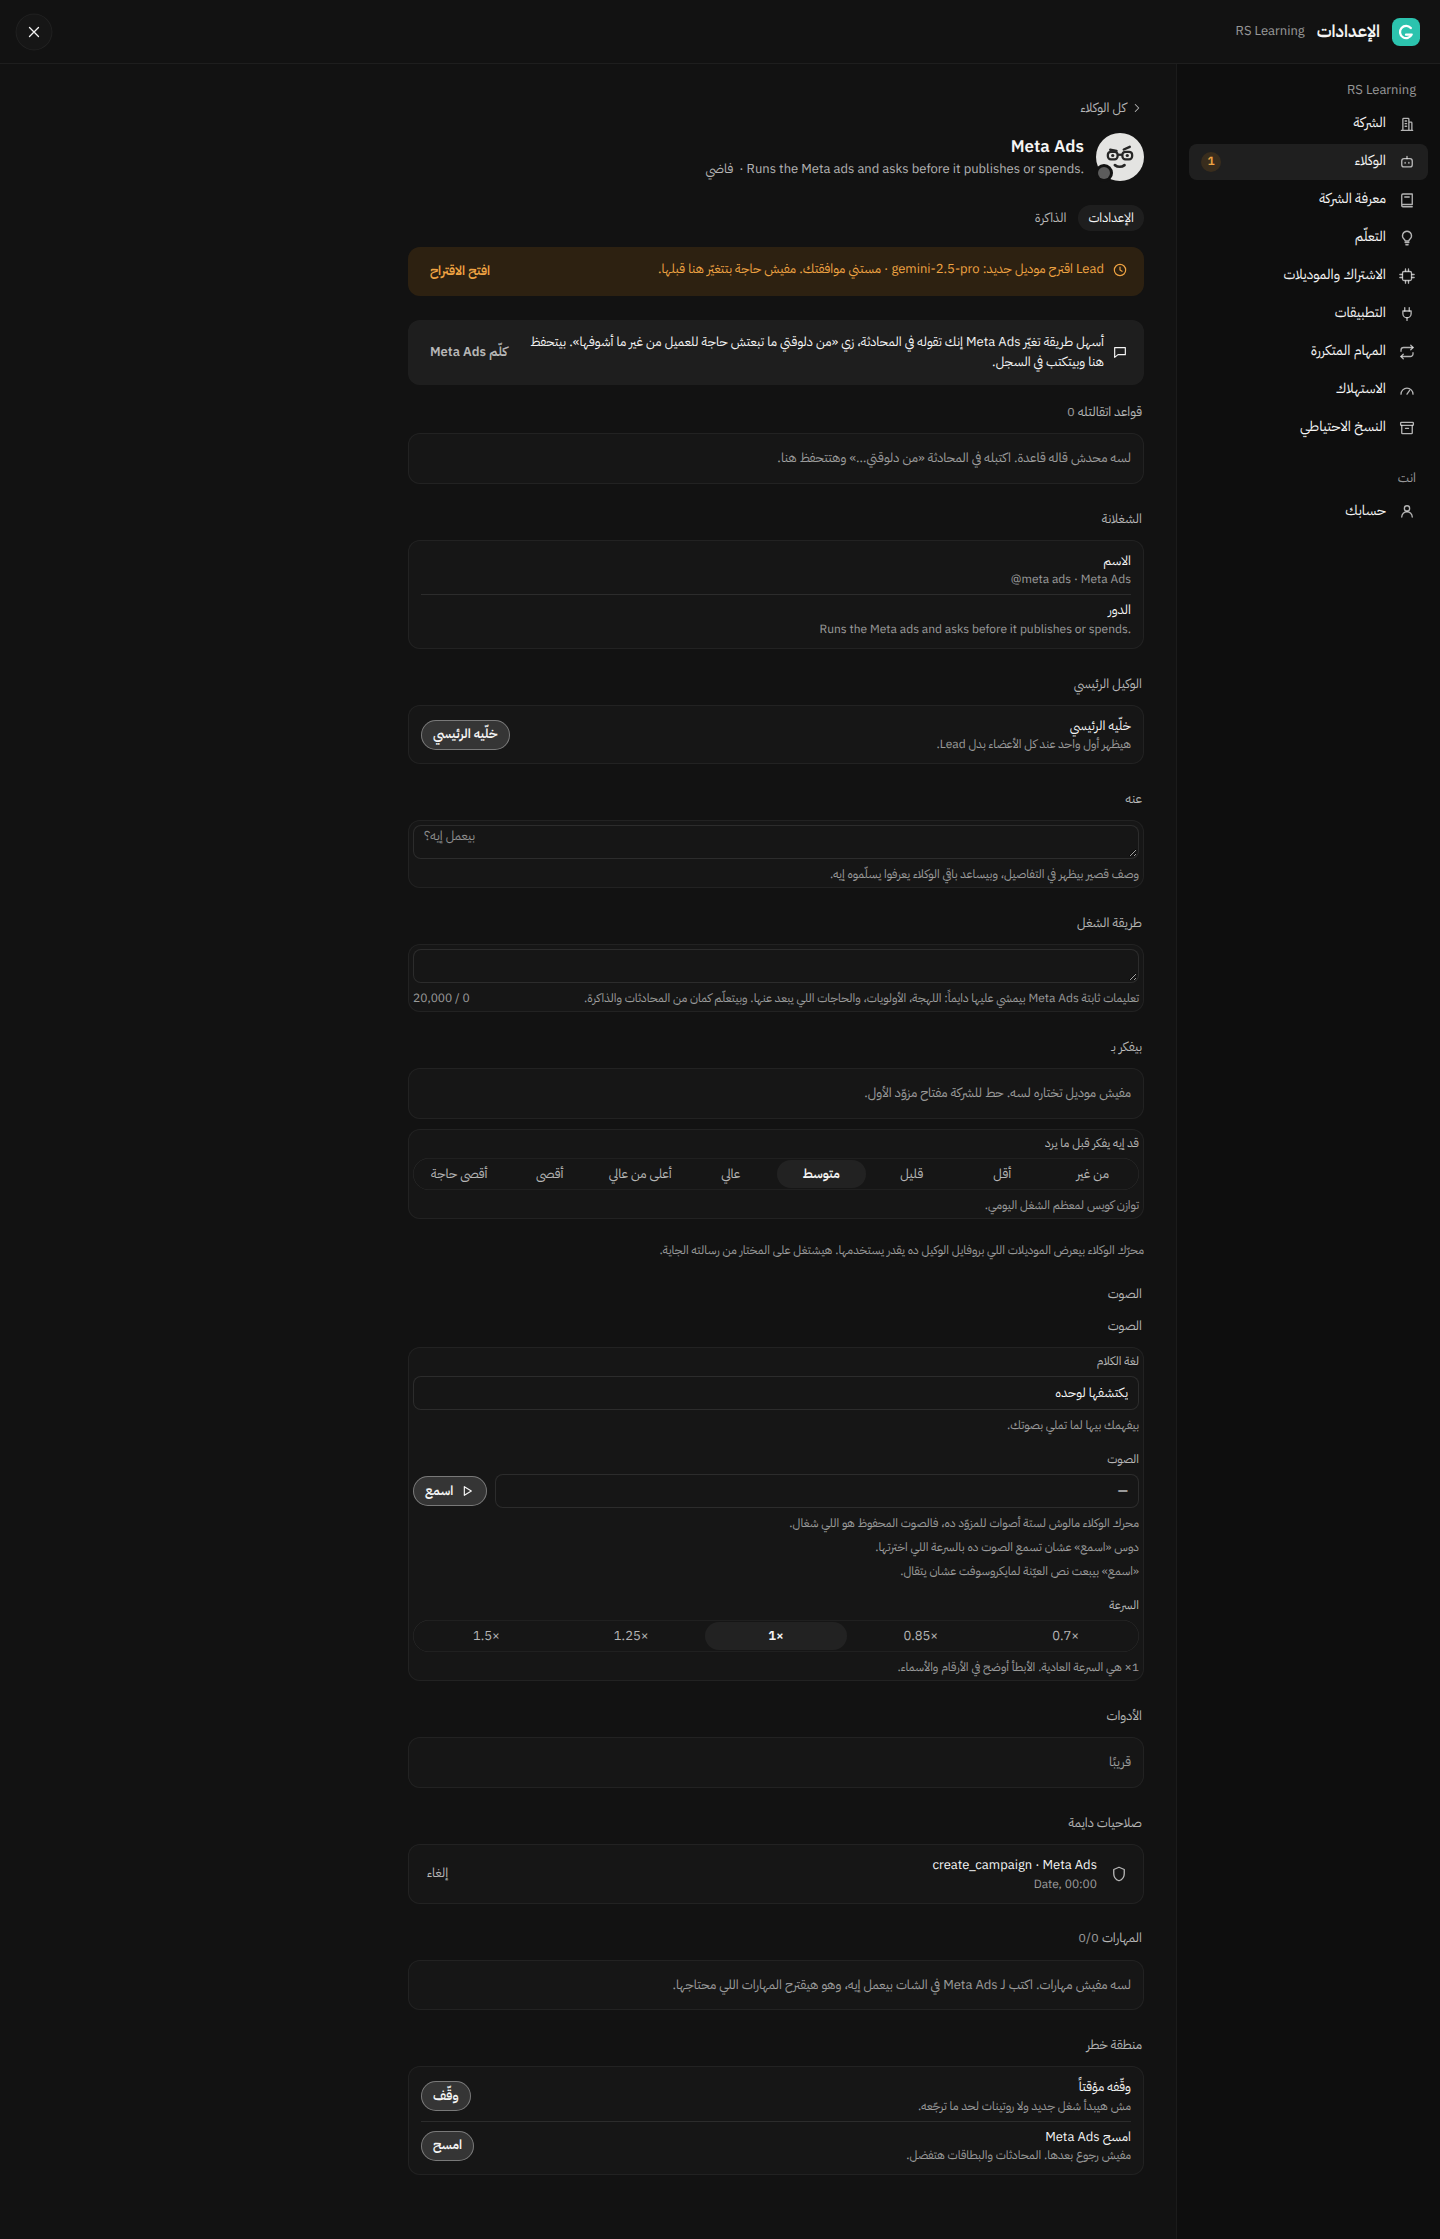 الإعدادات RS Learning
RS Learning
الشركة
الوكلاء 1
معرفة الشركة
التعلّم
الاشتراك والموديلات
التطبيقات
المهام المتكررة
الاستهلاك
النسخ الاحتياطي
انت
حسابك
كل الوكلاء
Meta Ads
Runs the Meta ads and asks before it publishes or spends. · فاضي
الإعدادات الذاكرة
Lead اقترح موديل جديد: gemini-2.5-pro · مستني موافقتك. مفيش حاجة بتتغيّر هنا قبلها. افتح الاقتراح
أسهل طريقة تغيّر Meta Ads إنك تقوله في المحادثة، زي «من دلوقتي ما تبعتش حاجة للعميل من غير ما أشوفها». بيتحفظ
هنا وبيتكتب في السجل.
كلّم Meta Ads
قواعد اتقالتله 0
لسه محدش قاله قاعدة. اكتبله في المحادثة «من دلوقتي...» وهتتحفظ هنا.
الشغلانة
الاسم
@meta ads · Meta Ads
الدور
Runs the Meta ads and asks before it publishes or spends.
الوكيل الرئيسي
خلّيه الرئيسي
هيظهر أول واحد عند كل الأعضاء بدل Lead.
خلّيه الرئيسي
عنه
بيعمل إيه؟
وصف قصير بيظهر في التفاصيل، وبيساعد باقي الوكلاء يعرفوا يسلّموه إيه.
طريقة الشغل
تعليمات ثابتة Meta Ads بيمشي عليها دايماً: اللهجة، الأولويات، والحاجات اللي يبعد عنها. وبيتعلّم كمان من المحادثات والذاكرة. 0 / 20,000
بيفكر بـ
مفيش موديل تختاره لسه. حط للشركة مفتاح مزوّد الأول.
قد إيه يفكر قبل ما يرد
من غير أقل قليل متوسط عالي أعلى من عالي أقصى أقصى حاجة
توازن كويس لمعظم الشغل اليومي.
محرّك الوكلاء بيعرض الموديلات اللي بروفايل الوكيل ده يقدر يستخدمها. هيشتغل على المختار من رسالته الجاية.
الصوت
الصوت
لغة الكلام
يكتشفها لوحده
بيفهمك بيها لما تملي بصوتك.
الصوت
—
اسمع
محرك الوكلاء مالوش لستة أصوات للمزوّد ده، فالصوت المحفوظ هو اللي شغال.
دوس «اسمع» عشان تسمع الصوت ده بالسرعة اللي اخترتها.
«اسمع» بيبعت نص العيّنة لمايكروسوفت عشان يتقال.
السرعة
0.7× 0.85× 1× 1.25× 1.5×
1× هي السرعة العادية. الأبطأ أوضح في الأرقام والأسماء.
الأدوات
قريبًا
صلاحيات دايمة
create_campaign · Meta Ads
Date, 00:00
إلغاء
المهارات 0/0
لسه مفيش مهارات. اكتب لـ Meta Ads في الشات بيعمل إيه، وهو هيقترح المهارات اللي محتاجها.
منطقة خطر
وقّفه مؤقتاً
مش هيبدأ شغل جديد ولا روتينات لحد ما ترجّعه.
وقّف
امسح Meta Ads
مفيش رجوع بعدها. المحادثات والبطاقات هتفضل.
امسح